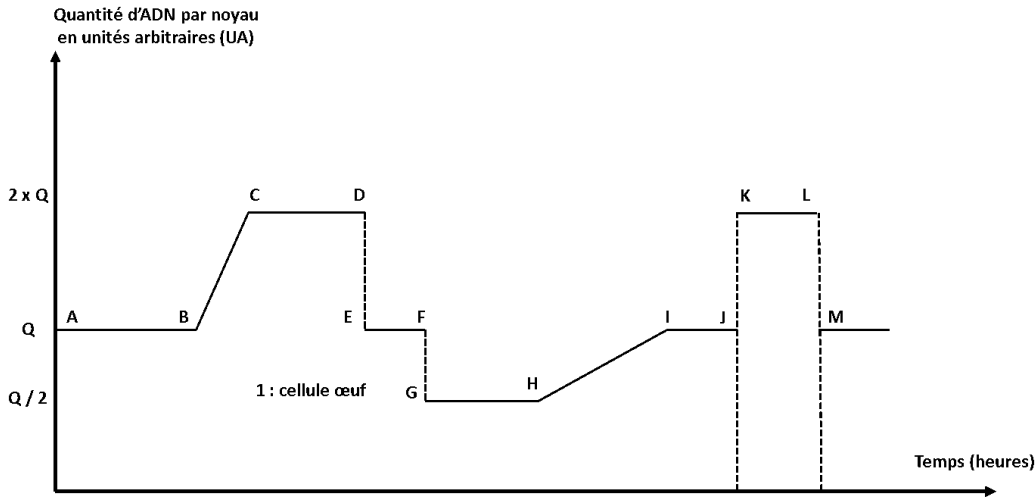 Quantité d'ADN par noyau
en unités arbitraires (UA)
2 x Q
C
D
K
L
Q
A
B
E
F
I
J
M
Q / 2
1 : cellule œuf
G
H
Temps (heures)